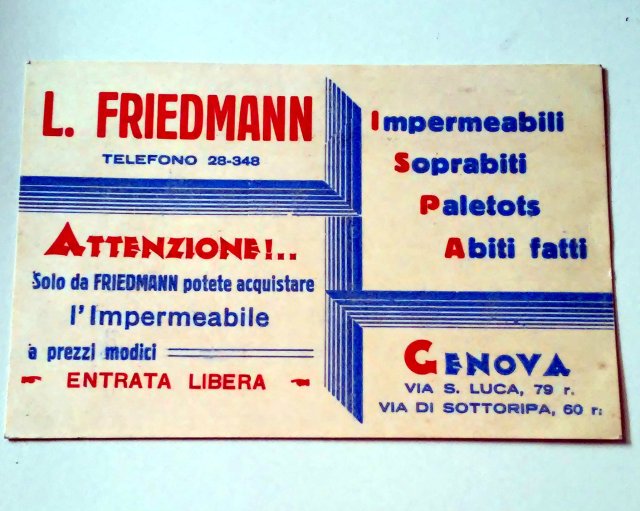 L. FRIEDMANN
TELEFONO 28-348
Impermeabili
Soprabiti
Paletots
Abiti fatti
ATTENZIONE!..
Solo da FRIEDMANN potete acquistare
l'Impermeabile
a prezzi modici
ENTRATA LIBERA
GENOVA
VIA S. LUCA, 79 r.
VIA DI SOTTORIPA, 60 r.